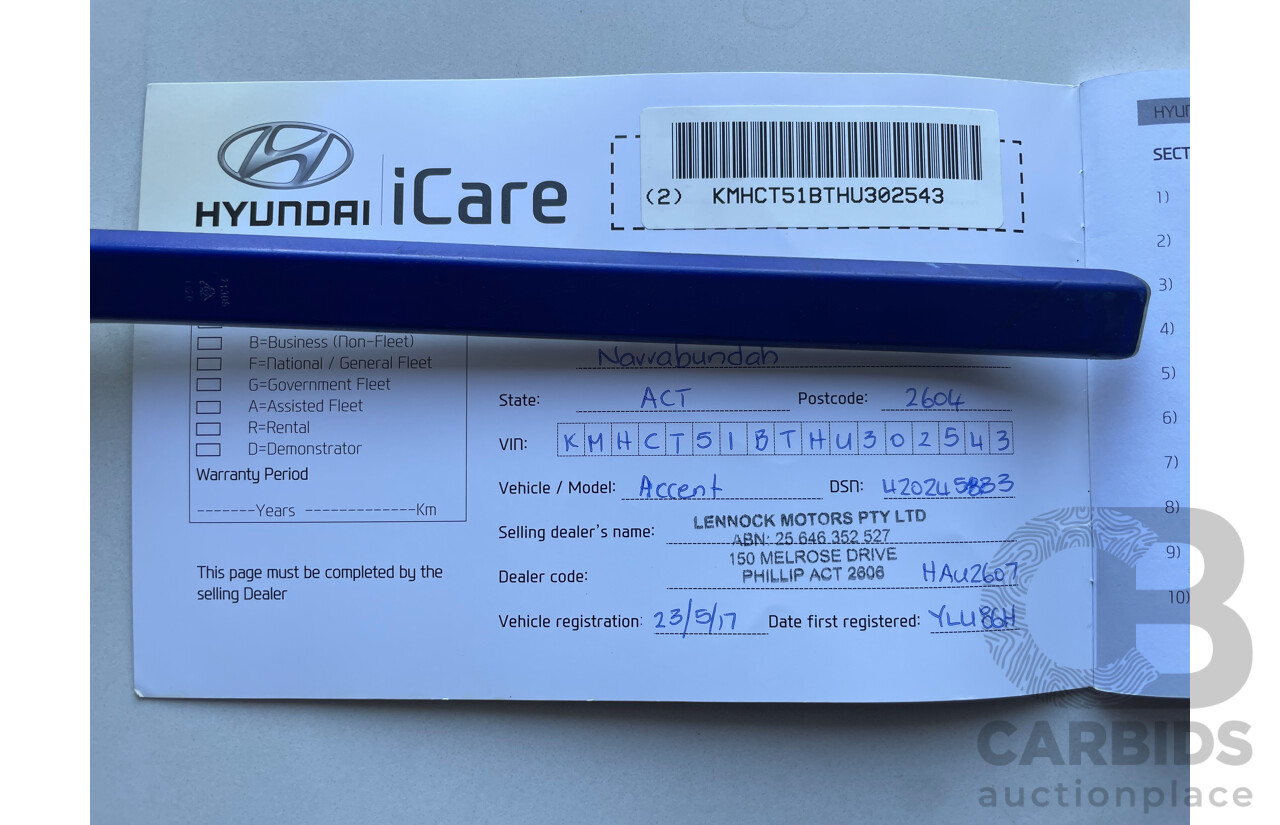 HYUNDAI iCare
(2) KMHCT51BTHU302543
B=Business (Non-Fleet)
F=National / General Fleet
G=Government Fleet
A=Assisted Fleet
R=Rental
D=Demonstrator
Warranty Period
--------Years -------------Km
This page must be completed by the
selling Dealer
Narrabundah
State: ACT Postcode: 2604
VIN: KMHCT51BTHU302543
Vehicle / Model: Accent DSN:
Selling dealer's name: LENNOCK MOTORS PTY LTD
ABN: 25 646 352 527
150 MELROSE DRIVE
Dealer code: PHILLIP ACT 2606 HAU2607
Vehicle registration: 23/5/17 Date first registered: YLU86H
HYU
SECT
1)
2)
3)
4)
5)
6)
7)
8)
9)
10)
CB
CARBIDS
auctionplace